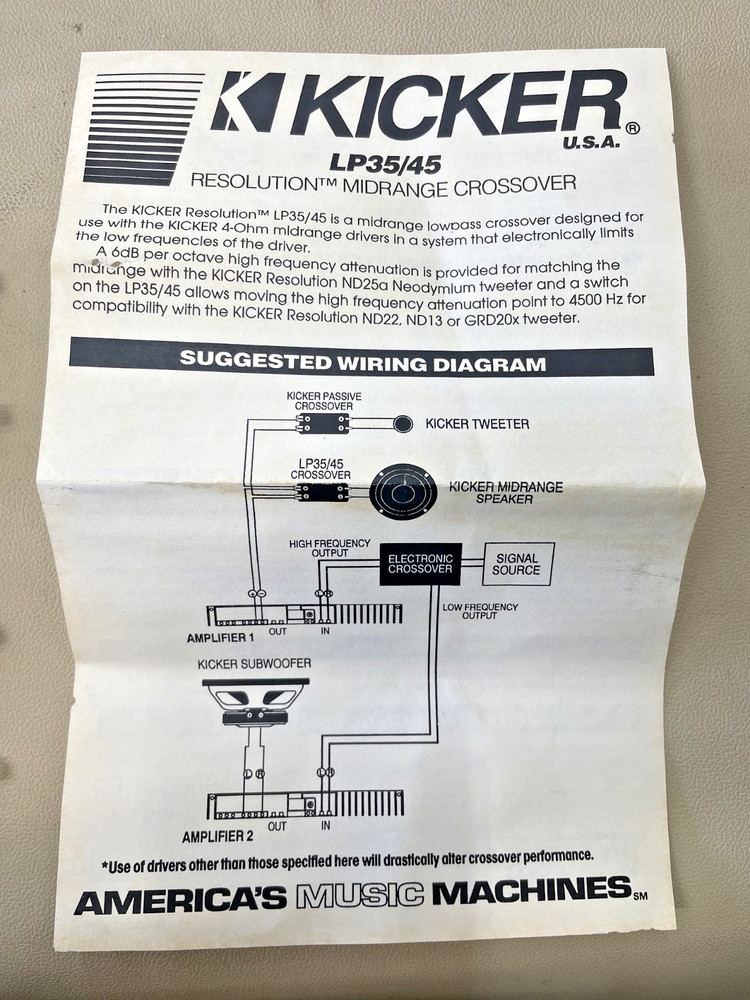 KICKER®
U.S.A.
LP35/45
RESOLUTION™ MIDRANGE CROSSOVER
The KICKER Resolution™ LP35/45 is a midrange lowpass crossover designed for
use with the KICKER 4-Ohm midrange drivers in a system that electronically limits
the low frequencies of the driver.
A 6dB per octave high frequency attenuation is provided for matching the
midrange with the KICKER Resolution ND25a Neodymium tweeter and a switch
on the LP35/45 allows moving the high frequency attenuation point to 4500 Hz for
compatibility with the KICKER Resolution ND22, ND13 or GRD20x tweeter.
SUGGESTED WIRING DIAGRAM
KICKER PASSIVE
CROSSOVER
KICKER TWEETER
LP35/45
CROSSOVER
KICKER MIDRANGE
SPEAKER
HIGH FREQUENCY
OUTPUT
ELECTRONIC
CROSSOVER
SIGNAL
SOURCE
+ −
L R
LOW FREQUENCY
OUTPUT
AMPLIFIER 1
OUT
IN
KICKER SUBWOOFER
L R
L R
AMPLIFIER 2
OUT
IN
*Use of drivers other than those specified here will drastically alter crossover performance.
AMERICA'S MUSIC MACHINES SM